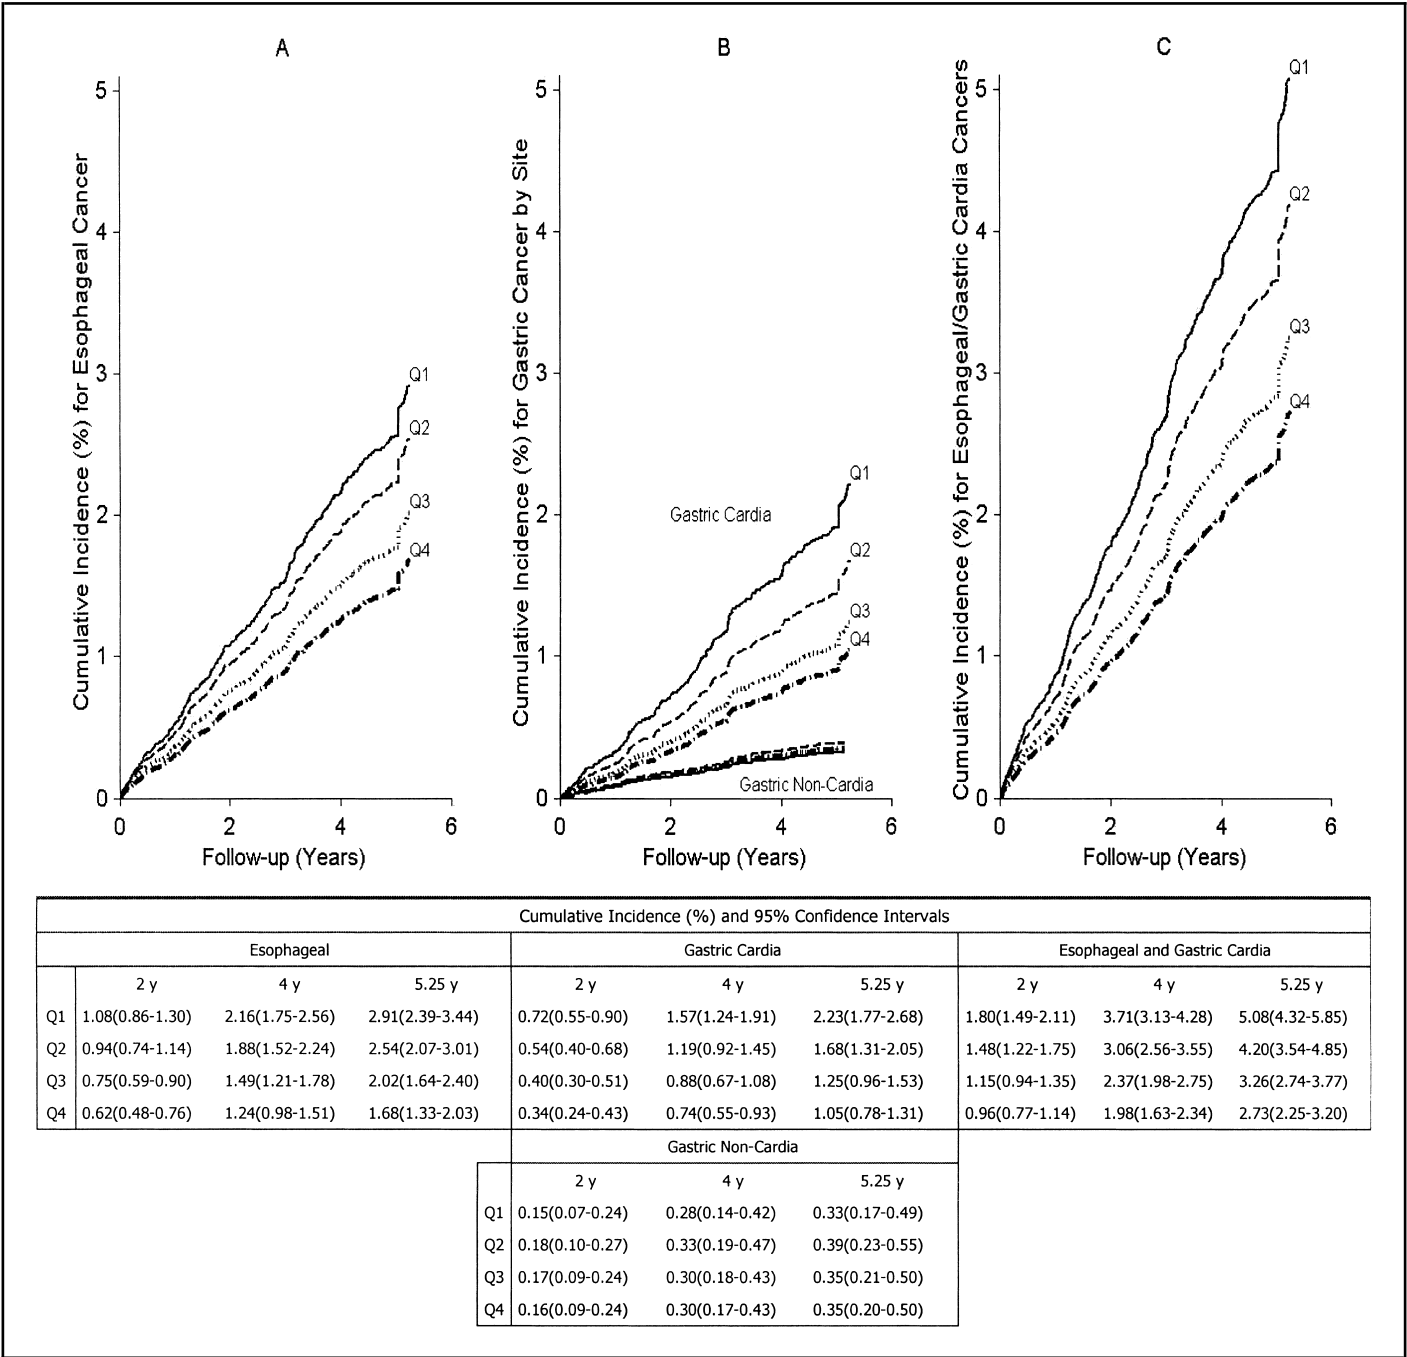 A
B
C
Cumulative Incidence (%) for Esophageal Cancer
5
4
3
2
1
0
Q1
Q2
Q3
Q4
0 2 4 6
Follow-up (Years)
Cumulative Incidence (%) for Gastric Cancer by Site
5
4
3
2
1
0
Gastric Cardia
Q1
Q2
Q3
Q4
Gastric Non-Cardia
0 2 4 6
Follow-up (Years)
Cumulative Incidence (%) for Esophageal/Gastric Cardia Cancers
5
4
3
2
1
0
Q1
Q2
Q3
Q4
0 2 4 6
Follow-up (Years)
Cumulative Incidence (%) and 95% Confidence Intervals
Esophageal Gastric Cardia Esophageal and Gastric Cardia
2 y 4 y 5.25 y 2 y 4 y 5.25 y 2 y 4 y 5.25 y
Q1 1.08(0.86-1.30) 2.16(1.75-2.56) 2.91(2.39-3.44) 0.72(0.55-0.90) 1.57(1.24-1.91) 2.23(1.77-2.68) 1.80(1.49-2.11) 3.71(3.13-4.28) 5.08(4.32-5.85)
Q2 0.94(0.74-1.14) 1.88(1.52-2.24) 2.54(2.07-3.01) 0.54(0.40-0.68) 1.19(0.92-1.45) 1.68(1.31-2.05) 1.48(1.22-1.75) 3.06(2.56-3.55) 4.20(3.54-4.85)
Q3 0.75(0.59-0.90) 1.49(1.21-1.78) 2.02(1.64-2.40) 0.40(0.30-0.51) 0.88(0.67-1.08) 1.25(0.96-1.53) 1.15(0.94-1.35) 2.37(1.98-2.75) 3.26(2.74-3.77)
Q4 0.62(0.48-0.76) 1.24(0.98-1.51) 1.68(1.33-2.03) 0.34(0.24-0.43) 0.74(0.55-0.93) 1.05(0.78-1.31) 0.96(0.77-1.14) 1.98(1.63-2.34) 2.73(2.25-3.20)
Gastric Non-Cardia
2 y 4 y 5.25 y
Q1 0.15(0.07-0.24) 0.28(0.14-0.42) 0.33(0.17-0.49)
Q2 0.18(0.10-0.27) 0.33(0.19-0.47) 0.39(0.23-0.55)
Q3 0.17(0.09-0.24) 0.30(0.18-0.43) 0.35(0.21-0.50)
Q4 0.16(0.09-0.24) 0.30(0.17-0.43) 0.35(0.20-0.50)